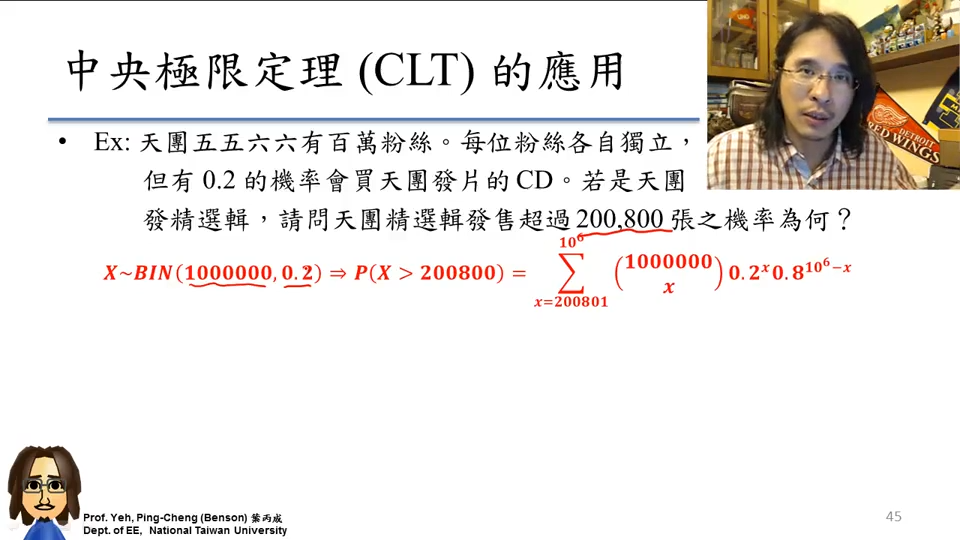 中央極限定理 (CLT) 的應用
• Ex: 天團五五六六有百萬粉絲。每位粉絲各自獨立，
但有 0.2 的機率會買天團發片的 CD。若是天團
發精選輯，請問天團精選輯發售超過 200,800 張之機率為何？
X~BIN(1000000, 0.2) ⇒ P(X > 200800) = ∑_{x=200801}^{10^6} \binom{1000000}{x} 0.2^x 0.8^{10^6−x}
DETROIT
RED WINGS
Prof. Yeh, Ping-Cheng (Benson) 葉丙成
Dept. of EE, National Taiwan University
45